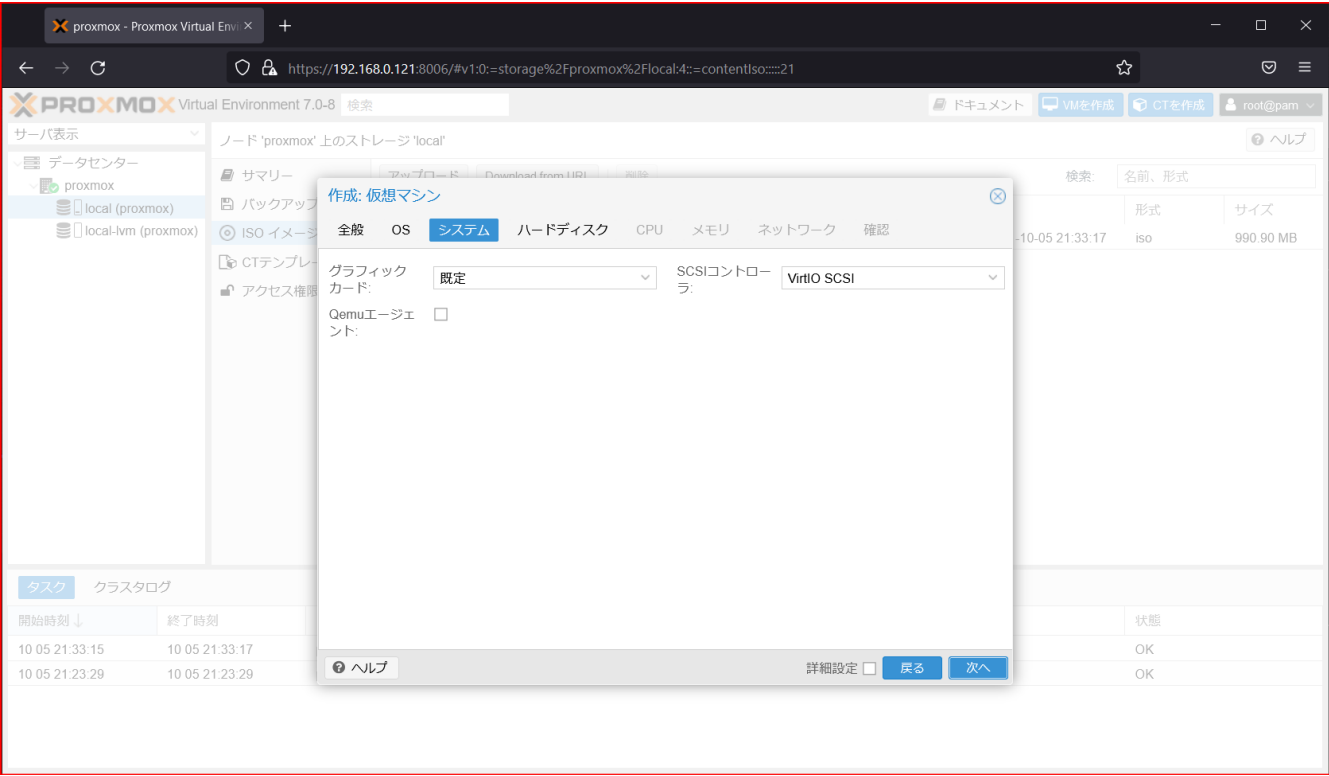 proxmox - Proxmox Virtual Envi
https://192.168.0.121:8006/#v1:0:=storage%2Fproxmox%2Flocal:4::=contentIso:::::21
PROXMOX Virtual Environment 7.0-8 検索 ドキュメント VMを作成 CTを作成 root@pam
サーバ表示
ノード 'proxmox' 上のストレージ 'local' ヘルプ
データセンター
proxmox
local (proxmox)
local-lvm (proxmox)
サマリー
バックアップ
ISO イメージ
CTテンプレー
アクセス権限
アップロード Download from URL 削除 検索: 名前、形式
形式 サイズ
-10-05 21:33:17 iso 990.90 MB
作成: 仮想マシン
全般 OS システム ハードディスク CPU メモリ ネットワーク 確認
グラフィック
カード:
既定
SCSIコントロー
ラ:
VirtIO SCSI
Qemuエージェ
ント:
ヘルプ 詳細設定 戻る 次へ
タスク クラスタログ
開始時刻↓ 終了時刻 状態
10 05 21:33:15 10 05 21:33:17 OK
10 05 21:23:29 10 05 21:23:29 OK